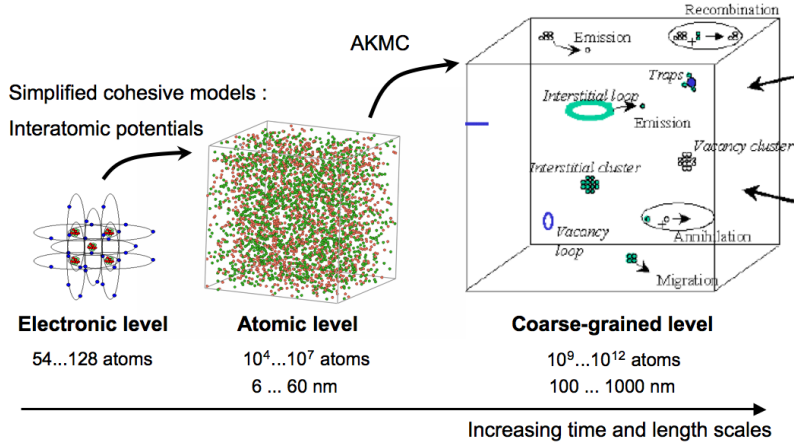 Recombination
AKMC
Emission
+
Simplified cohesive models :
Interatomic potentials
Traps
Interstitial loop
Emission
Vacancy cluster
Interstitial cluster
+
Vacancy
loop
Annihilation
Migration
Electronic level
Atomic level
Coarse-grained level
54...128 atoms
10⁴...10⁷ atoms
10⁹...10¹² atoms
6 ... 60 nm
100 ... 1000 nm
Increasing time and length scales